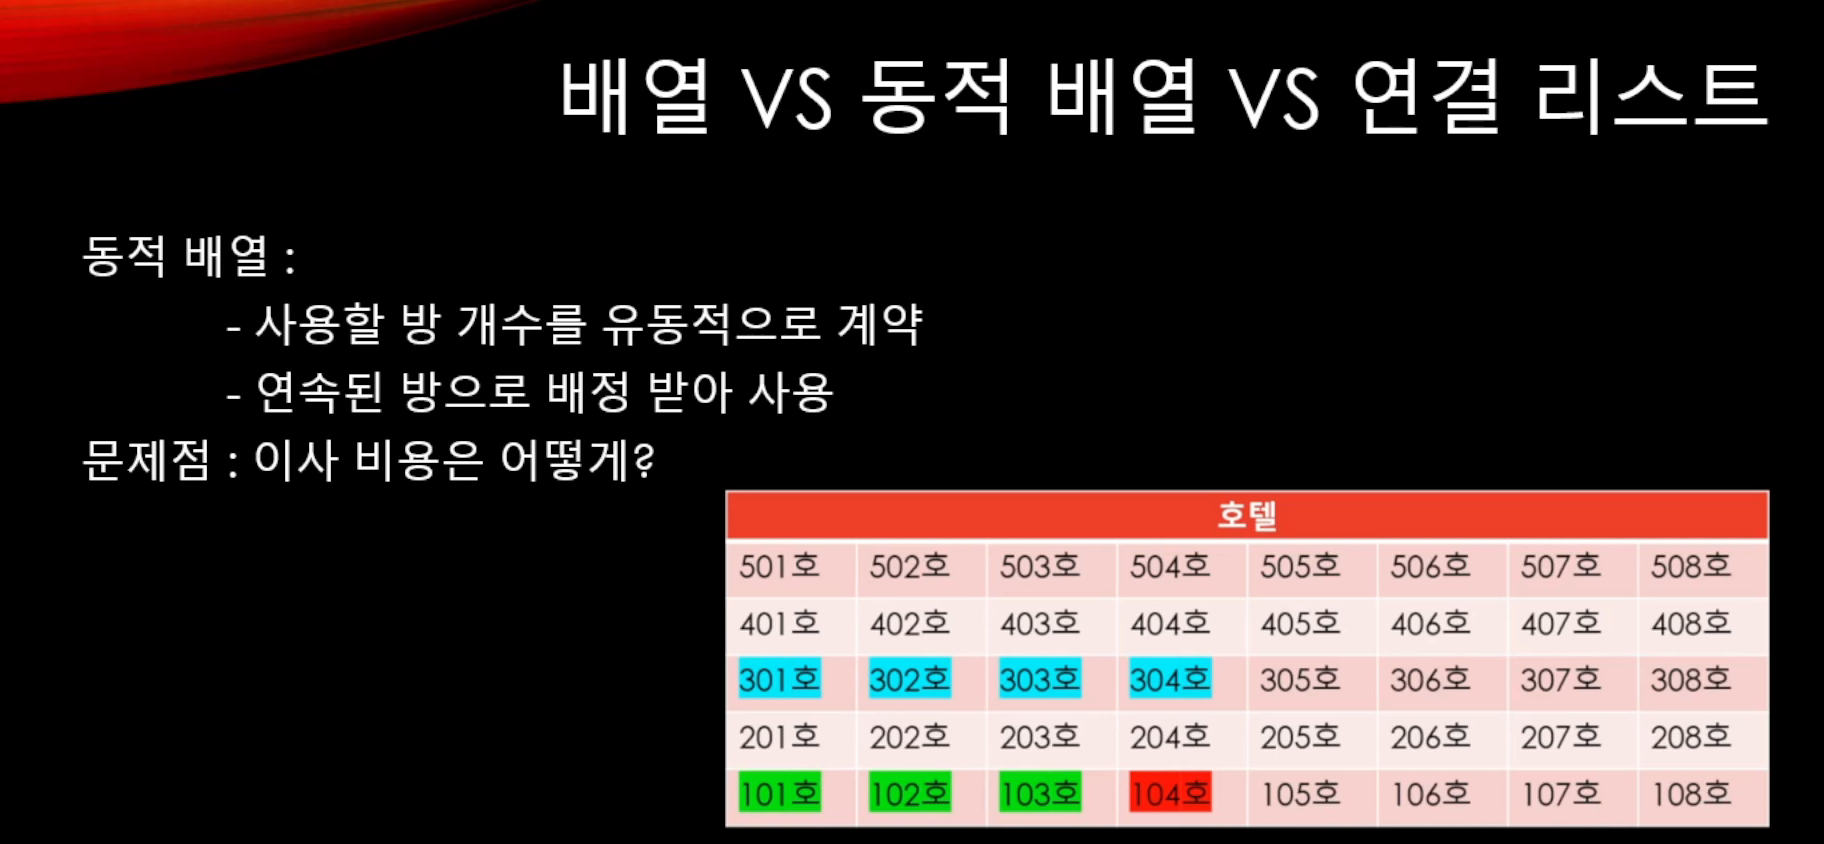 배열 VS 동적 배열 VS 연결 리스트
동적 배열 :
- 사용할 방 개수를 유동적으로 계약
- 연속된 방으로 배정 받아 사용
문제점 : 이사 비용은 어떻게?
호텔
501호 502호 503호 504호 505호 506호 507호 508호
401호 402호 403호 404호 405호 406호 407호 408호
301호 302호 303호 304호 305호 306호 307호 308호
201호 202호 203호 204호 205호 206호 207호 208호
101호 102호 103호 104호 105호 106호 107호 108호